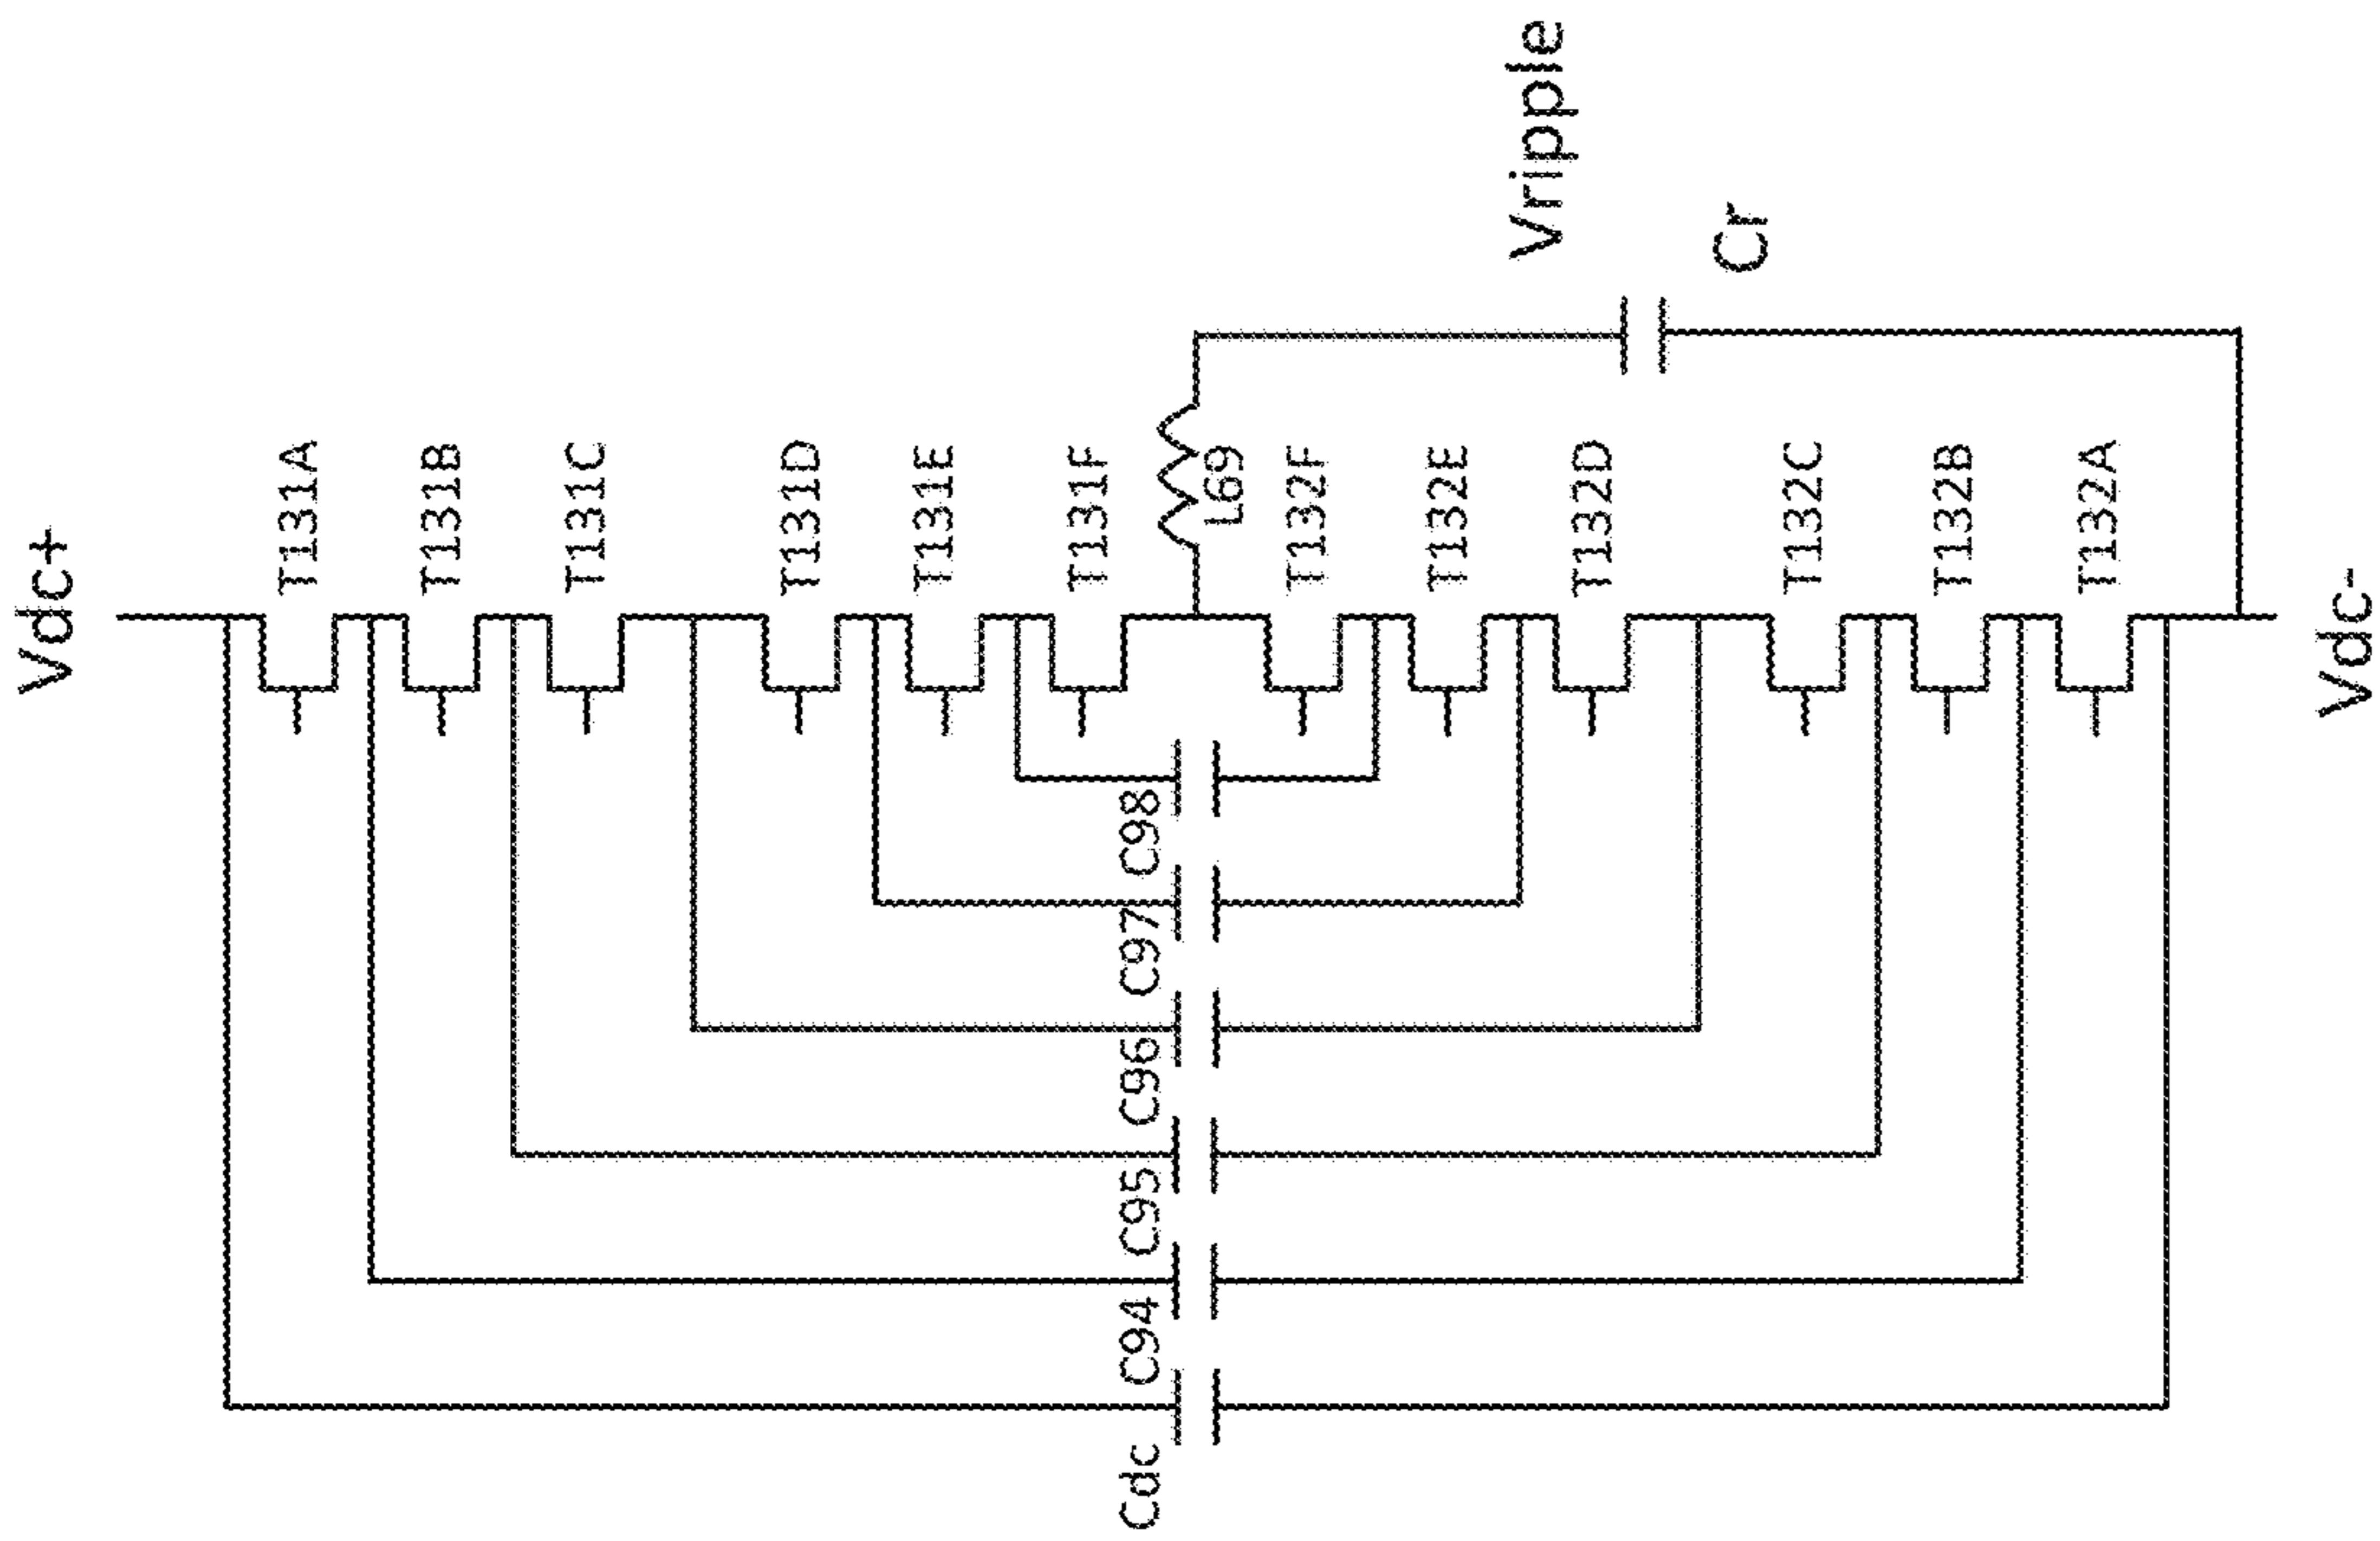 Vdc+
T131A
T131B
T131C
T131D
T131E
T131F
L69
T132F
T132E
T132D
T132C
T132B
T132A
Vdc-
Vripple
Cr
Cdc
C94
C95
C96
C97
C98